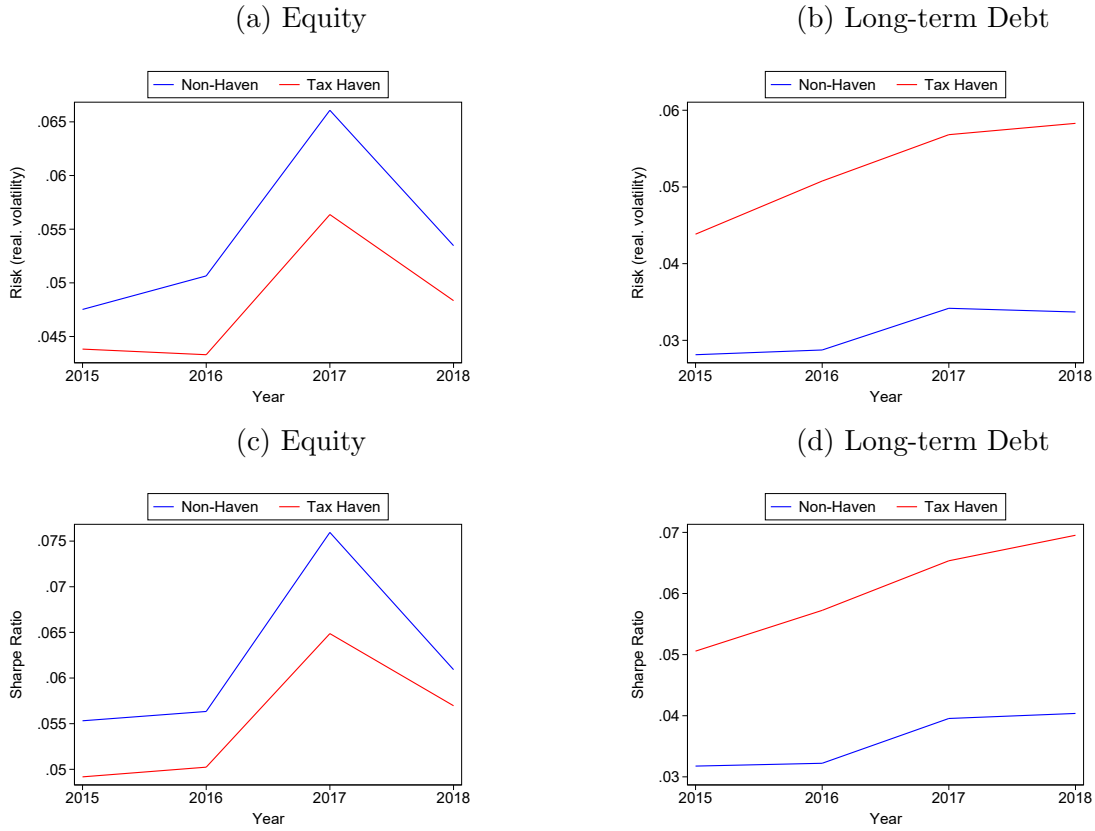 (a) Equity
Non-Haven Tax Haven
Risk (real. volatility)
.065
.06
.055
.05
.045
2015 2016 2017 2018
Year
(b) Long-term Debt
Non-Haven Tax Haven
Risk (real. volatility)
.06
.05
.04
.03
2015 2016 2017 2018
Year
(c) Equity
Non-Haven Tax Haven
Sharpe Ratio
.075
.07
.065
.06
.055
.05
2015 2016 2017 2018
Year
(d) Long-term Debt
Non-Haven Tax Haven
Sharpe Ratio
.07
.06
.05
.04
.03
2015 2016 2017 2018
Year